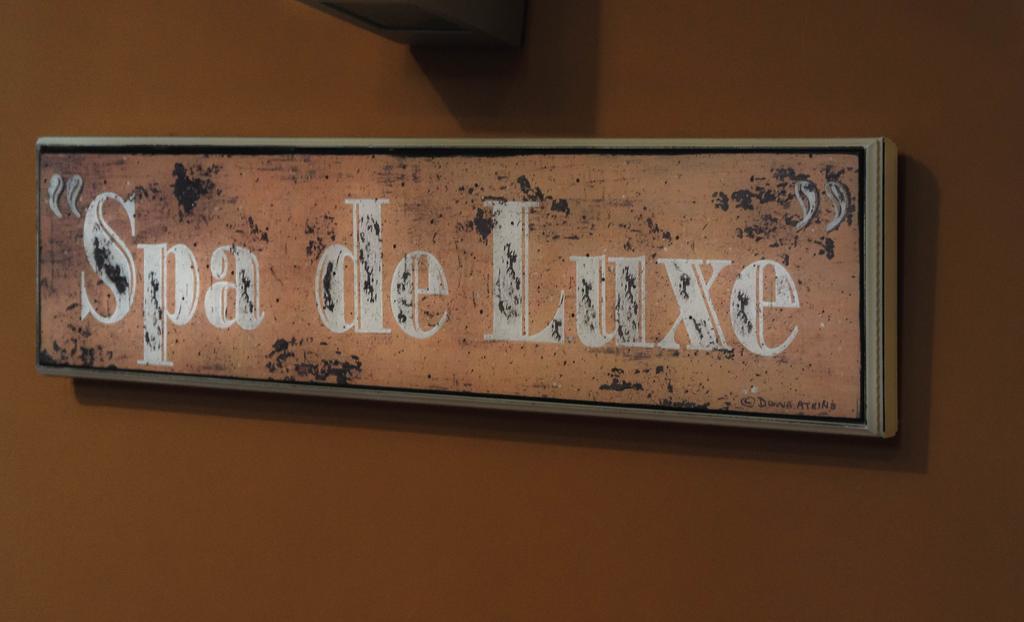 "Spa de Luxe"
© Donna Atkins